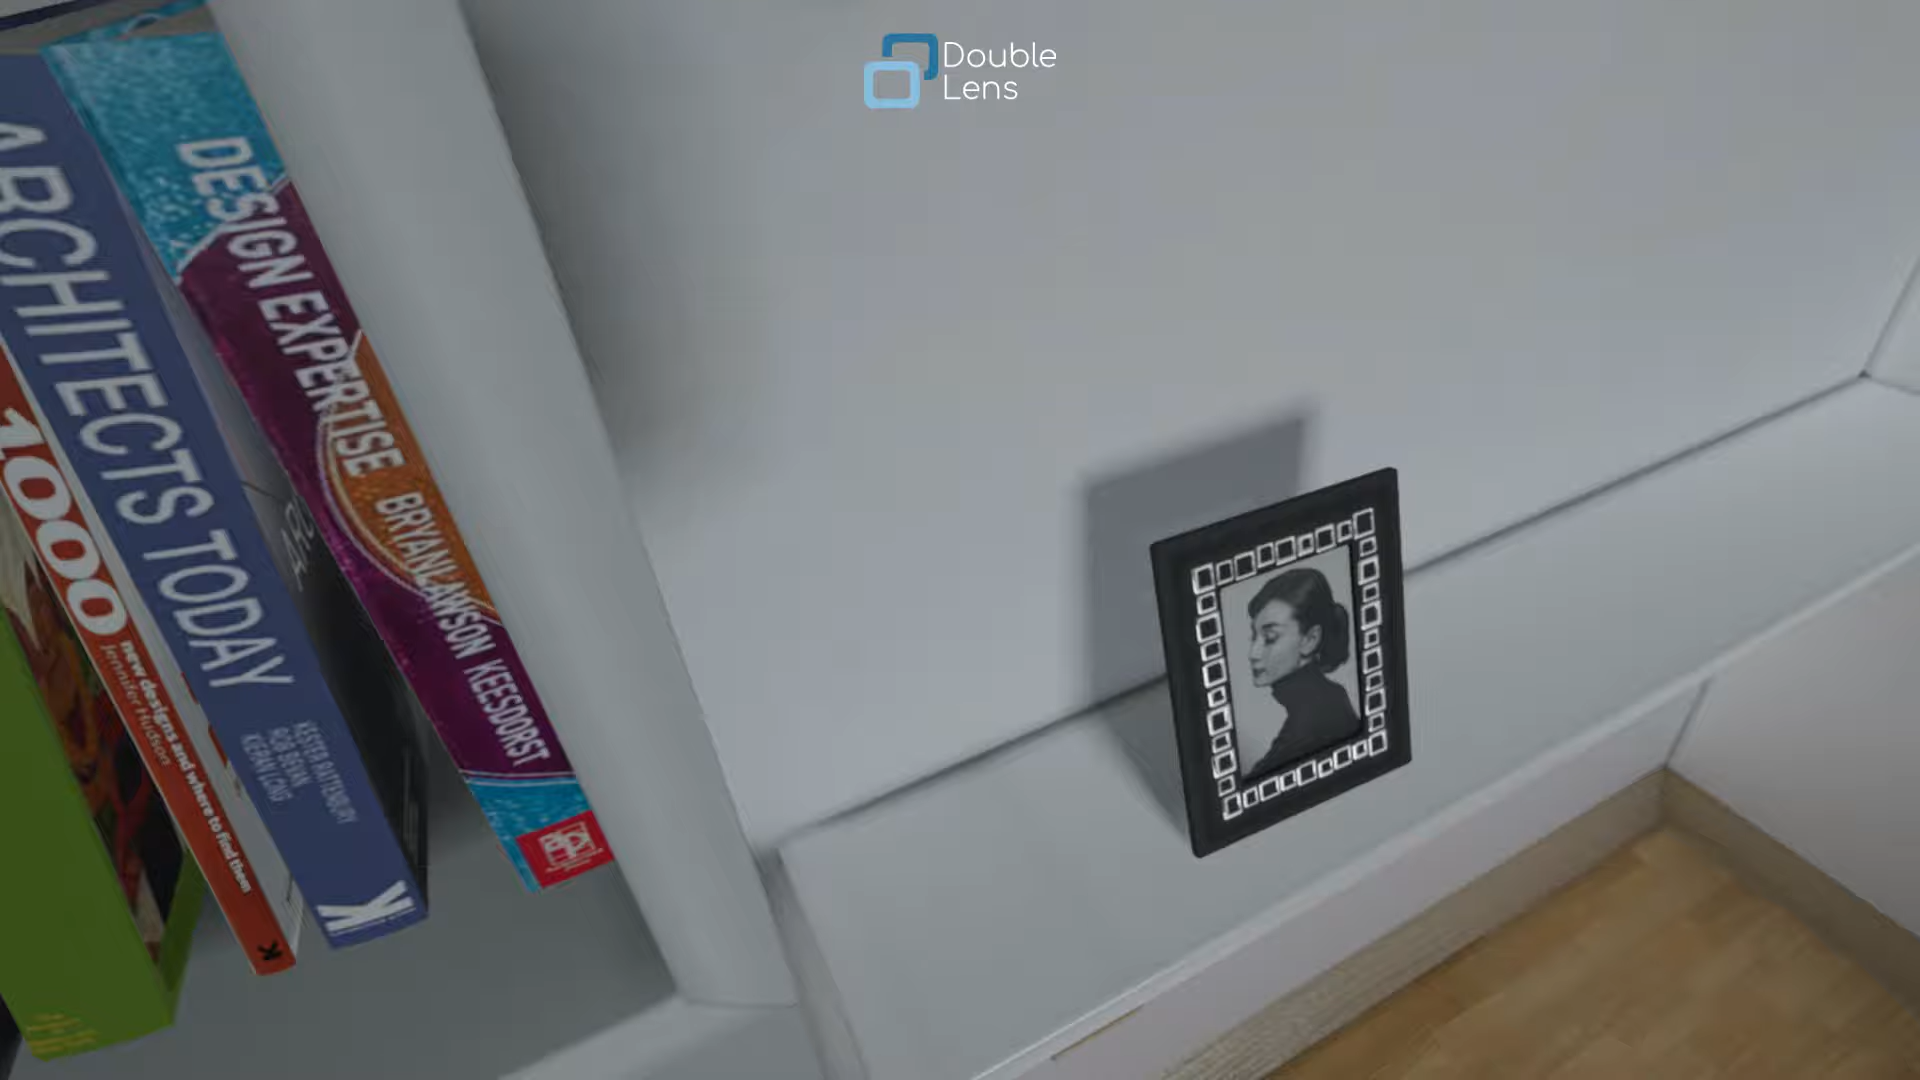 Double
Lens
DESIGN EXPERTISE BRYAN LAWSON KEES DORST
ARCHITECTS TODAY
KESTER RATTENBURY
ROB BEVAN
KIERAN LONG
1000 new designs and where to find them
Jennifer Hudson
K
K